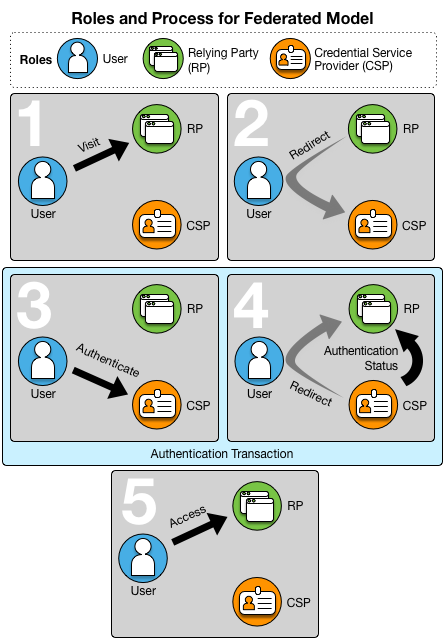 Roles and Process for Federated Model
Roles
User
Relying Party
(RP)
Credential Service
Provider (CSP)
1
Visit
RP
User
CSP
2
Redirect
RP
User
CSP
3
RP
Authenticate
User
CSP
4
RP
Authentication
Status
User
Redirect
CSP
Authentication Transaction
5
Access
RP
User
CSP